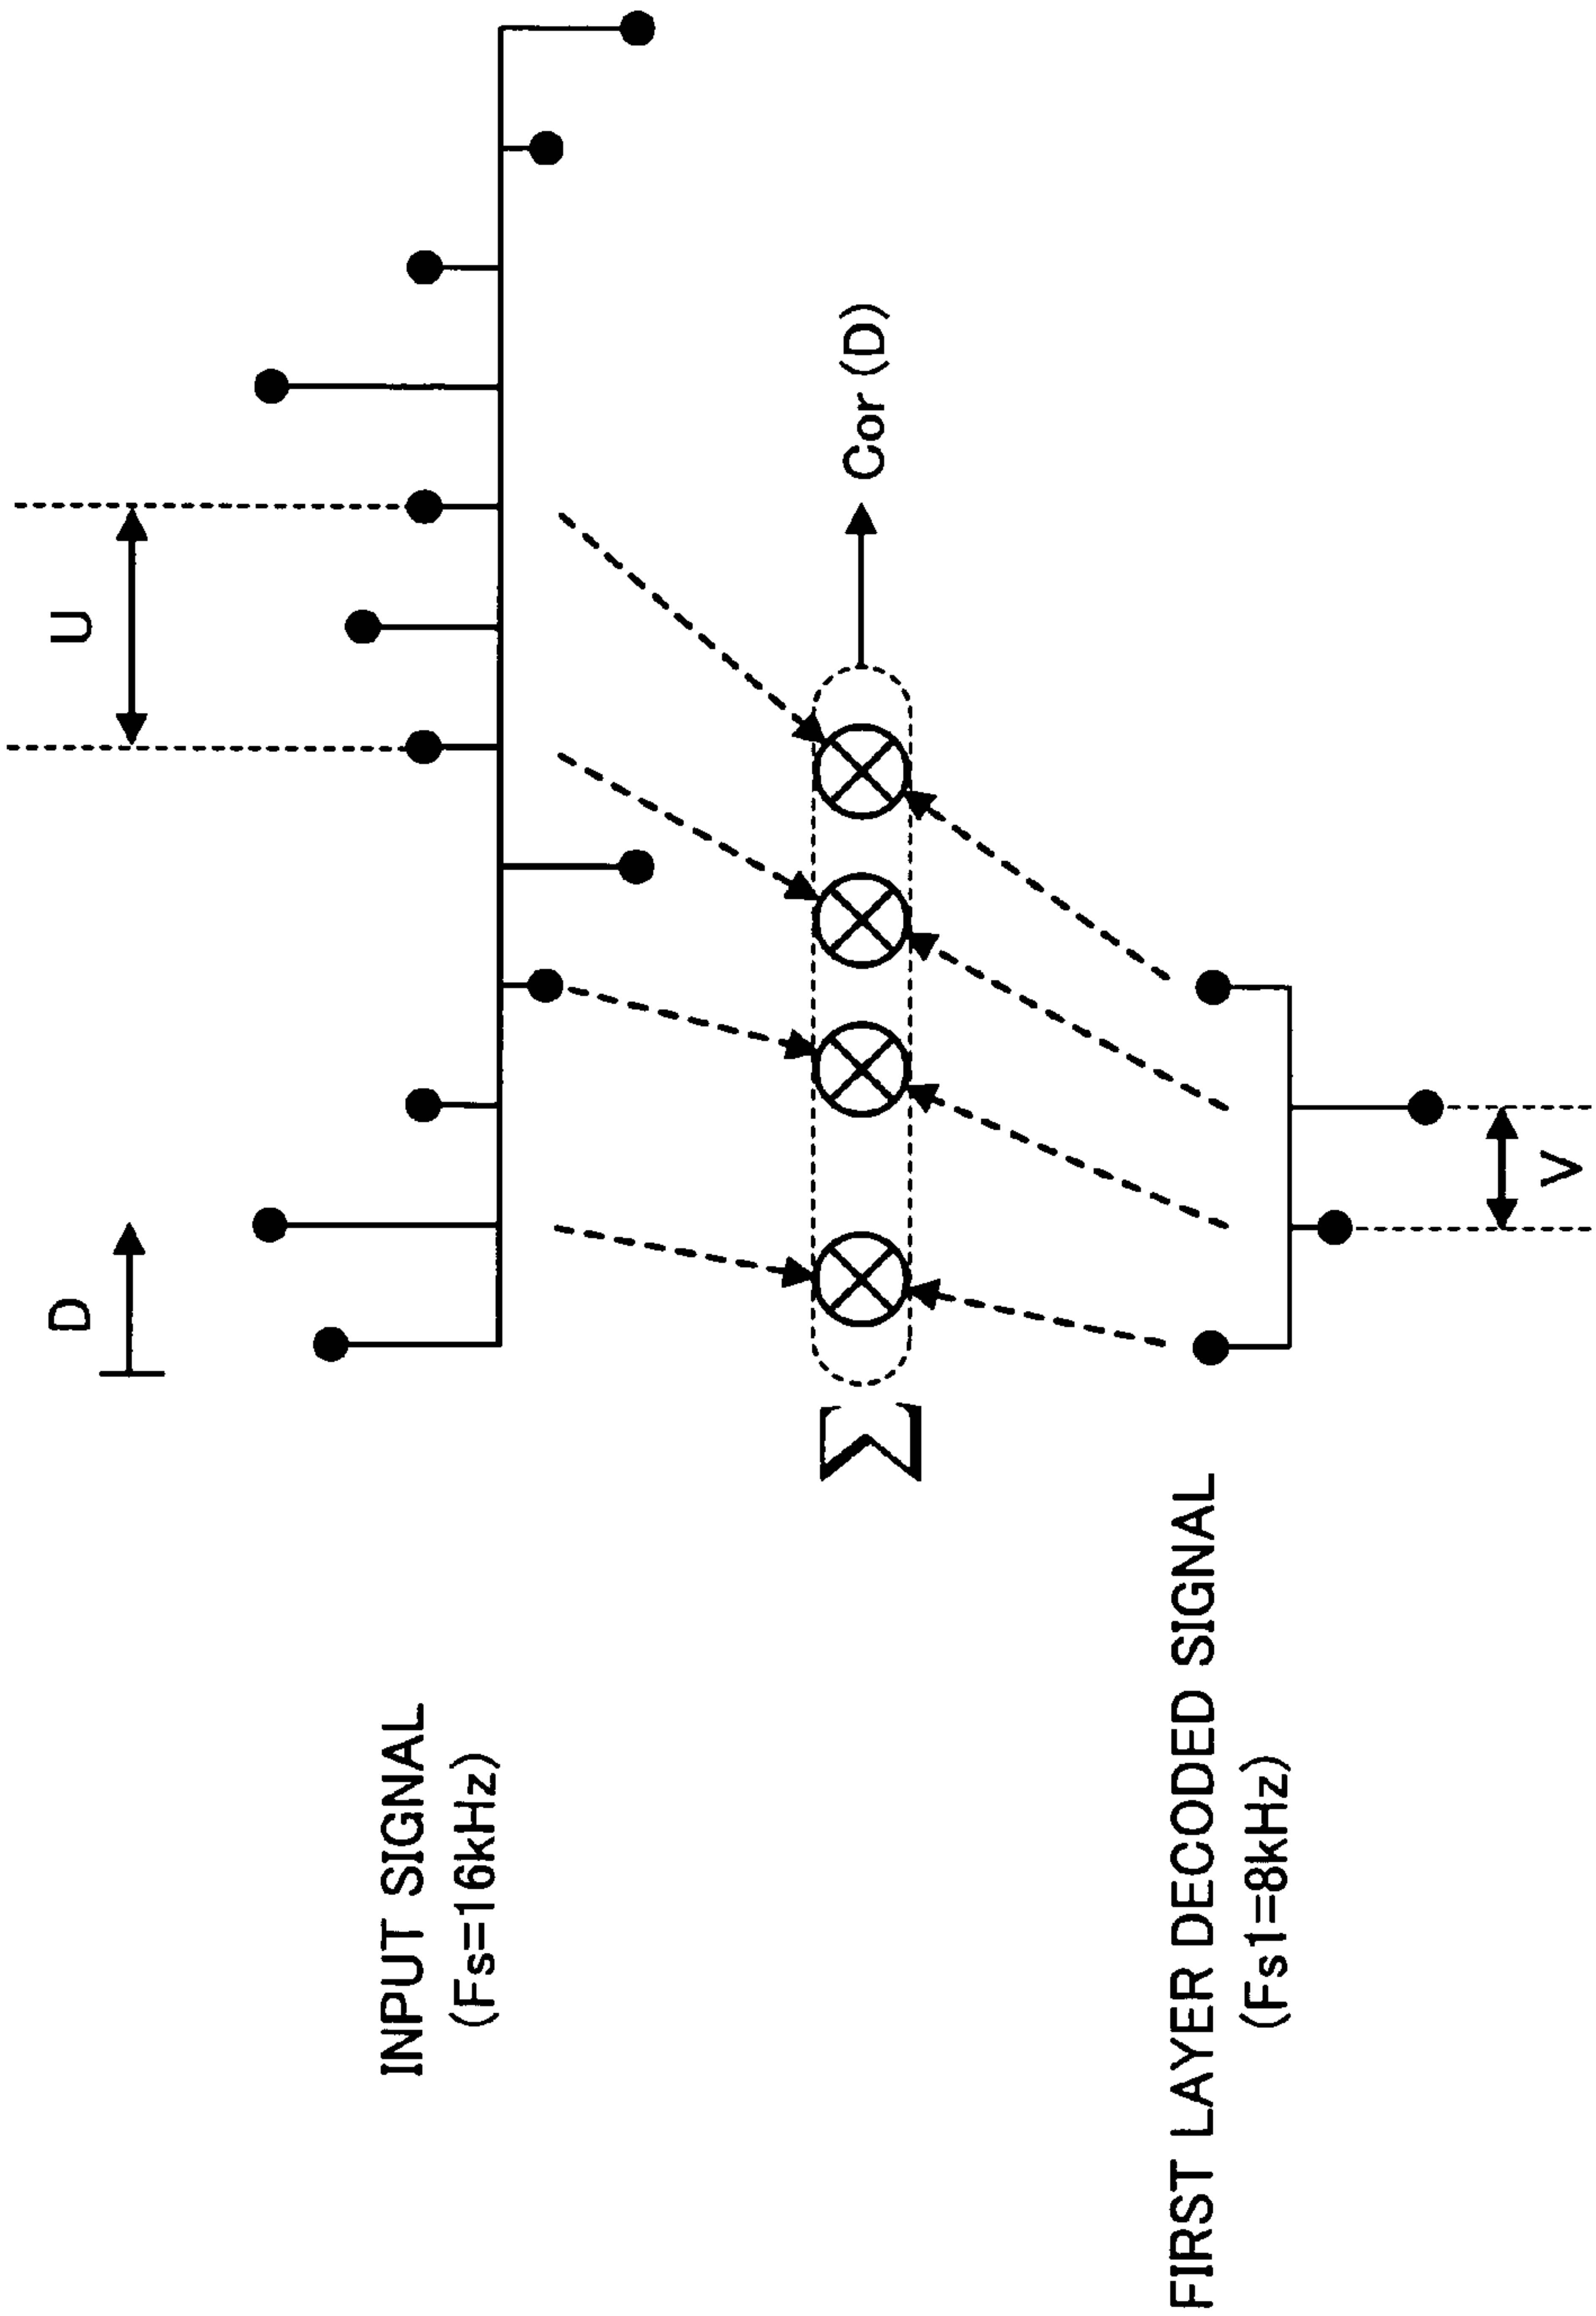 D
U
INPUT SIGNAL
(Fs=16kHz)
Σ
Cor (D)
FIRST LAYER DECODED SIGNAL
(Fs1=8kHz)
V